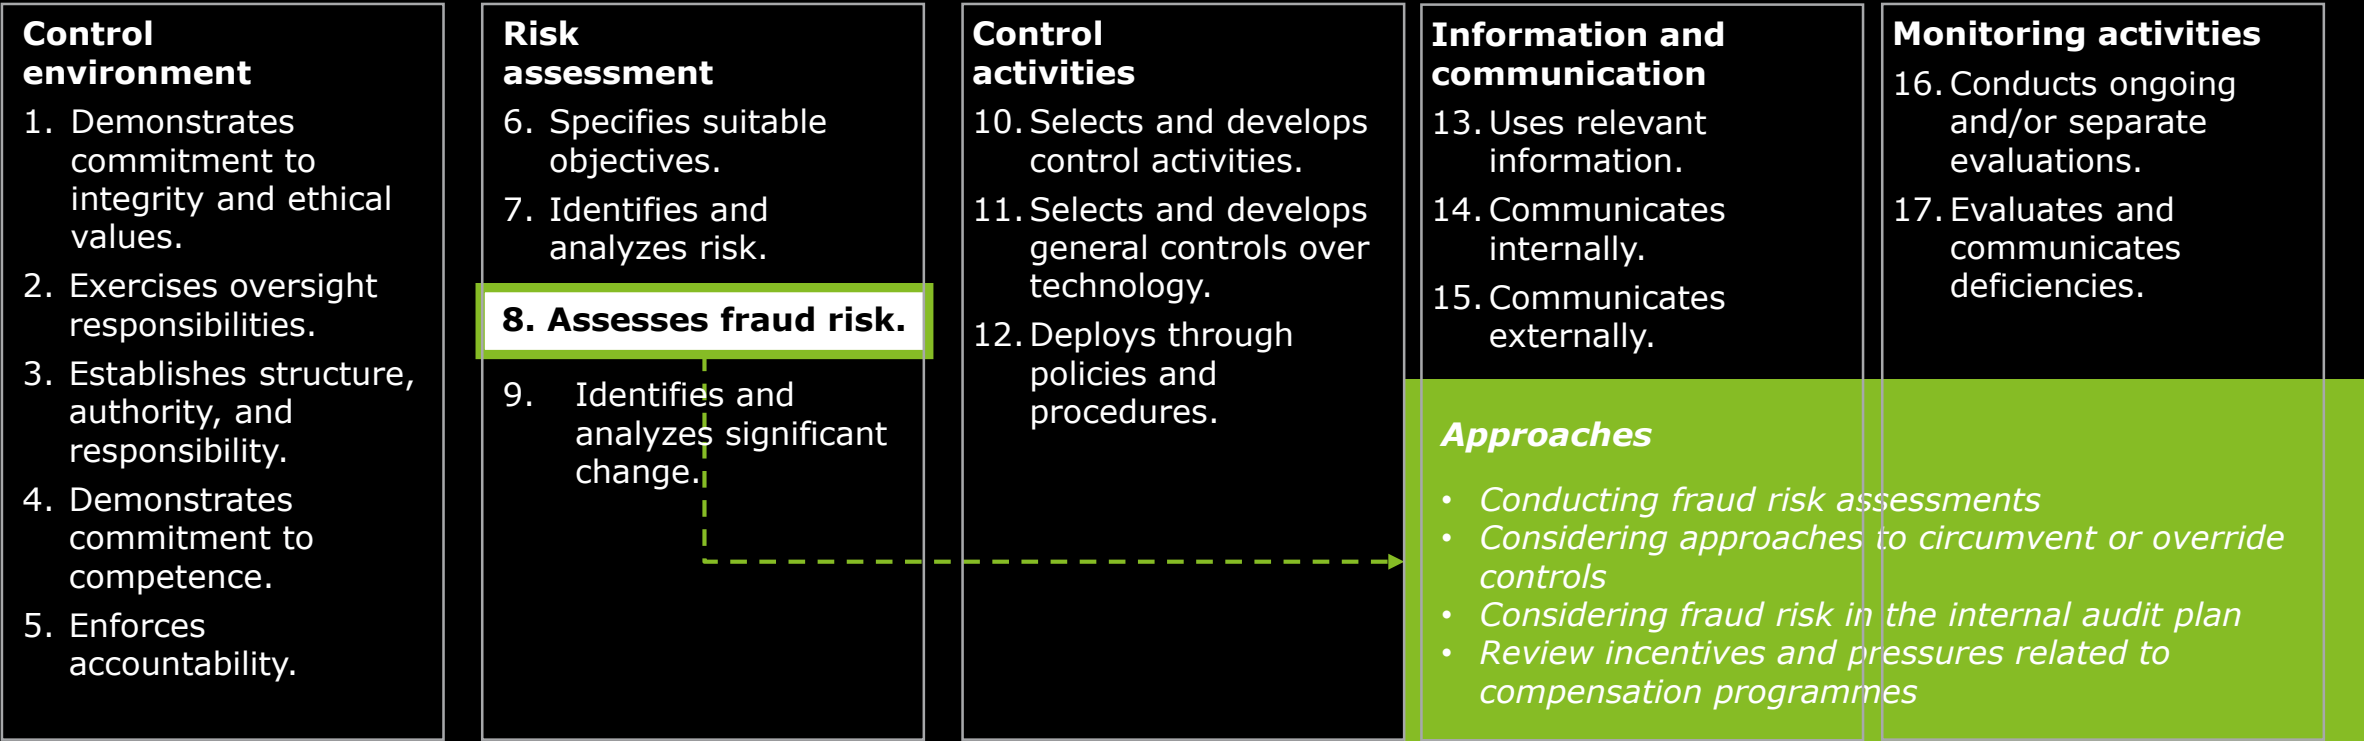 Control
environment
1. Demonstrates
commitment to
integrity and ethical
values.
2. Exercises oversight
responsibilities.
3. Establishes structure,
authority, and
responsibility.
4. Demonstrates
commitment to
competence.
5. Enforces
accountability.
Risk
assessment
6. Specifies suitable
objectives.
7. Identifies and
analyzes risk.
8. Assesses fraud risk.
9. Identifies and
analyzes significant
change.
Control
activities
10. Selects and develops
control activities.
11. Selects and develops
general controls over
technology.
12. Deploys through
policies and
procedures.
Information and
communication
13. Uses relevant
information.
14. Communicates
internally.
15. Communicates
externally.
Monitoring activities
16. Conducts ongoing
and/or separate
evaluations.
17. Evaluates and
communicates
deficiencies.
Approaches
• Conducting fraud risk assessments
• Considering approaches to circumvent or override
controls
• Considering fraud risk in the internal audit plan
• Review incentives and pressures related to
compensation programmes